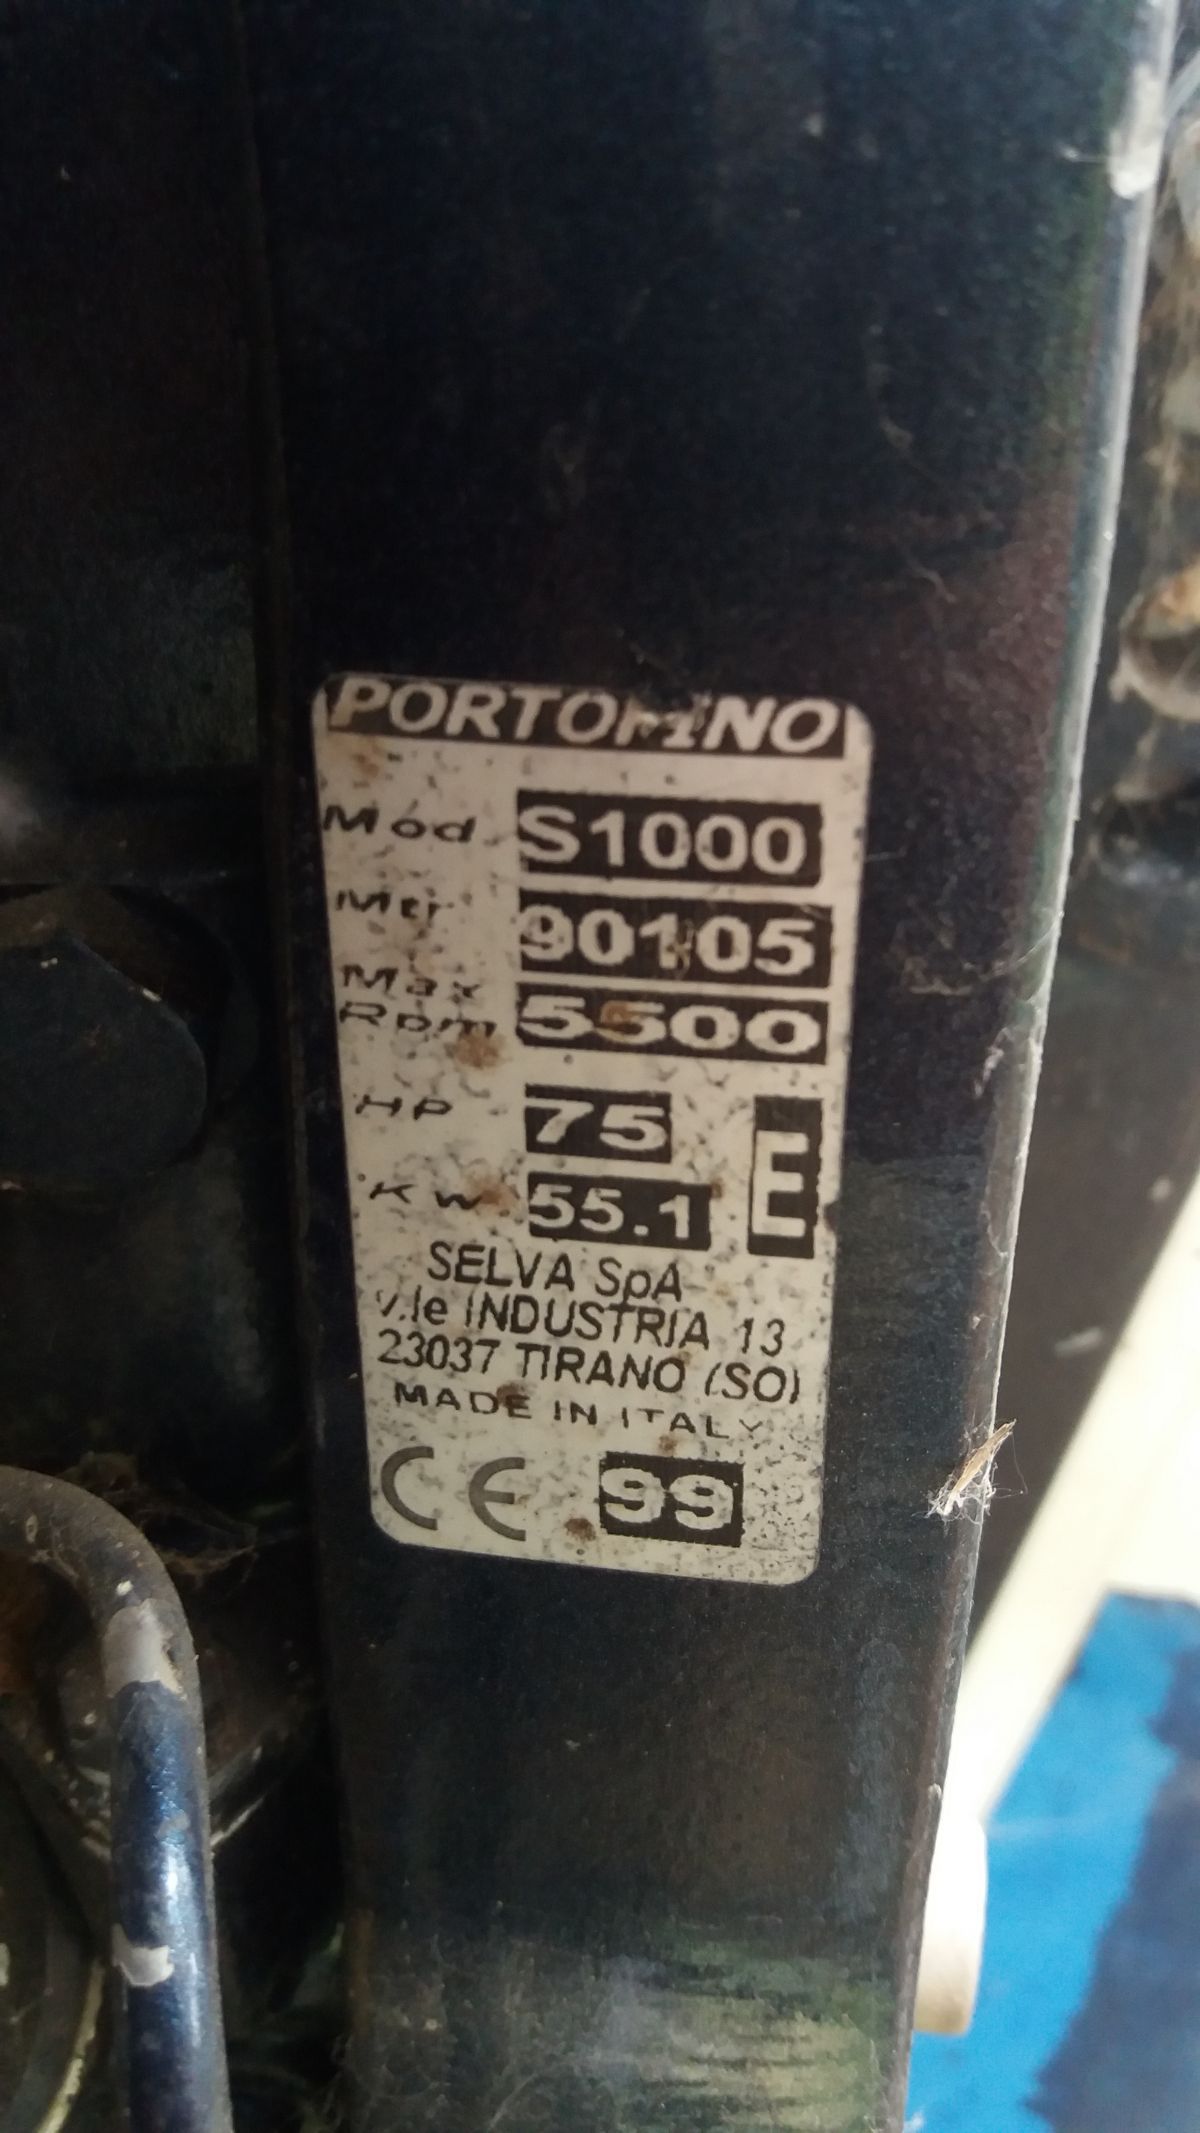 PORTOFINO
Mod S1000
Mtr 90105
Max
Rpm 5500
HP 75
E
Kw 55.1
SELVA SpA
v.le INDUSTRIA 13
23037 TIRANO (SO)
MADE IN ITALY
CE 99